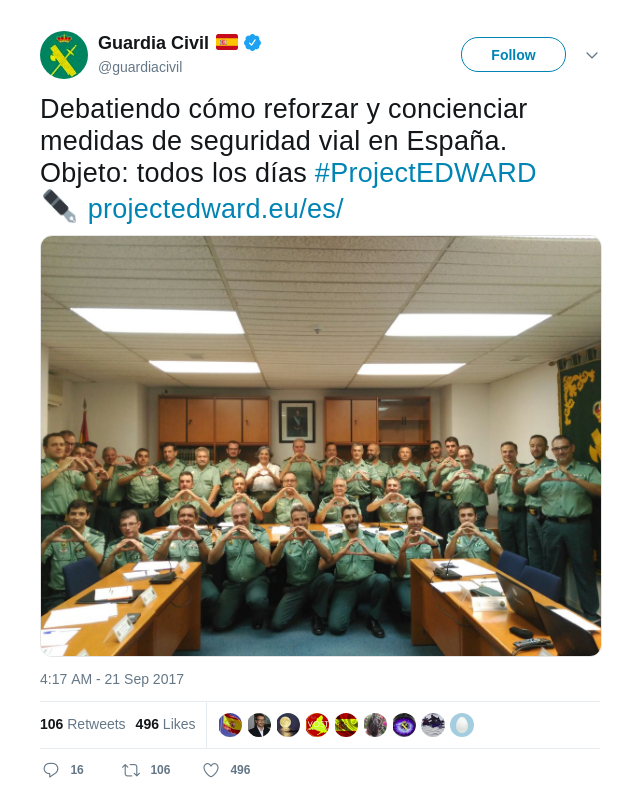 Guardia Civil
@guardiacivil
Follow
Debatiendo cómo reforzar y concienciar
medidas de seguridad vial en España.
Objeto: todos los días #ProjectEDWARD
projectedward.eu/es/
4:17 AM - 21 Sep 2017
106 Retweets 496 Likes
16 106 496